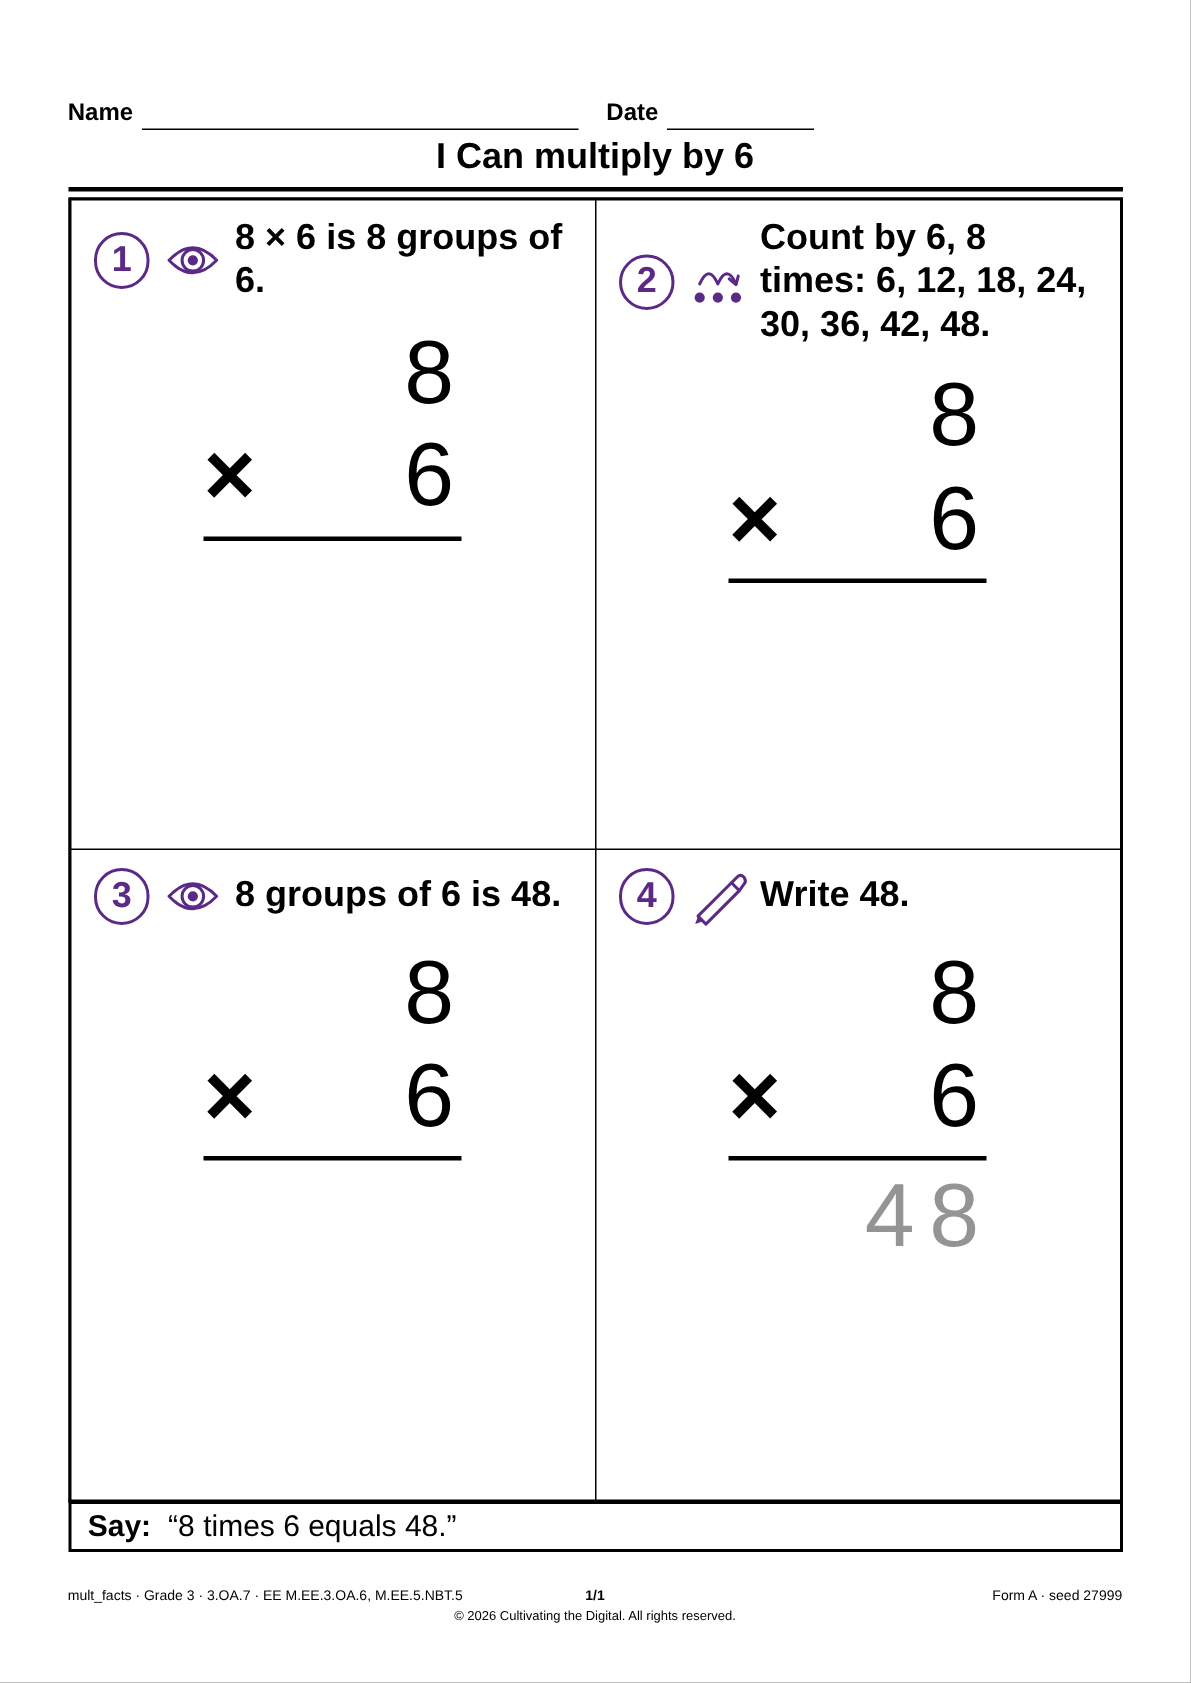 Name Date
I Can multiply by 6
1 8 × 6 is 8 groups of
6.
8
× 6
2 Count by 6, 8
times: 6, 12, 18, 24,
30, 36, 42, 48.
8
× 6
3 8 groups of 6 is 48.
8
× 6
4 Write 48.
8
× 6
48
Say: “8 times 6 equals 48.”
mult_facts · Grade 3 · 3.OA.7 · EE M.EE.3.OA.6, M.EE.5.NBT.5 1/1 Form A · seed 27999
© 2026 Cultivating the Digital. All rights reserved.